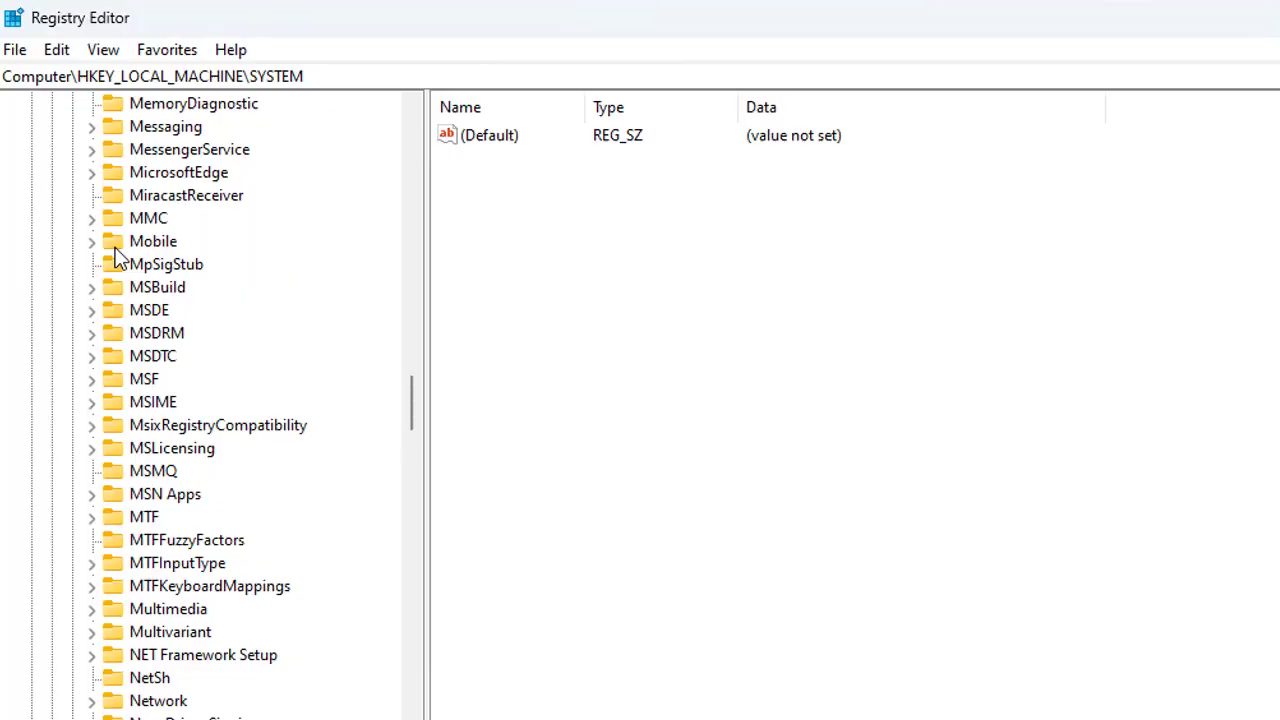 Registry Editor
File Edit View Favorites Help
Computer\HKEY_LOCAL_MACHINE\SYSTEM
Name Type Data
ab (Default) REG_SZ (value not set)
MemoryDiagnostic
Messaging
MessengerService
MicrosoftEdge
MiracastReceiver
MMC
Mobile
MpSigStub
MSBuild
MSDE
MSDRM
MSDTC
MSF
MSIME
MsixRegistryCompatibility
MSLicensing
MSMQ
MSN Apps
MTF
MTFFuzzyFactors
MTFInputType
MTFKeyboardMappings
Multimedia
Multivariant
NET Framework Setup
NetSh
Network